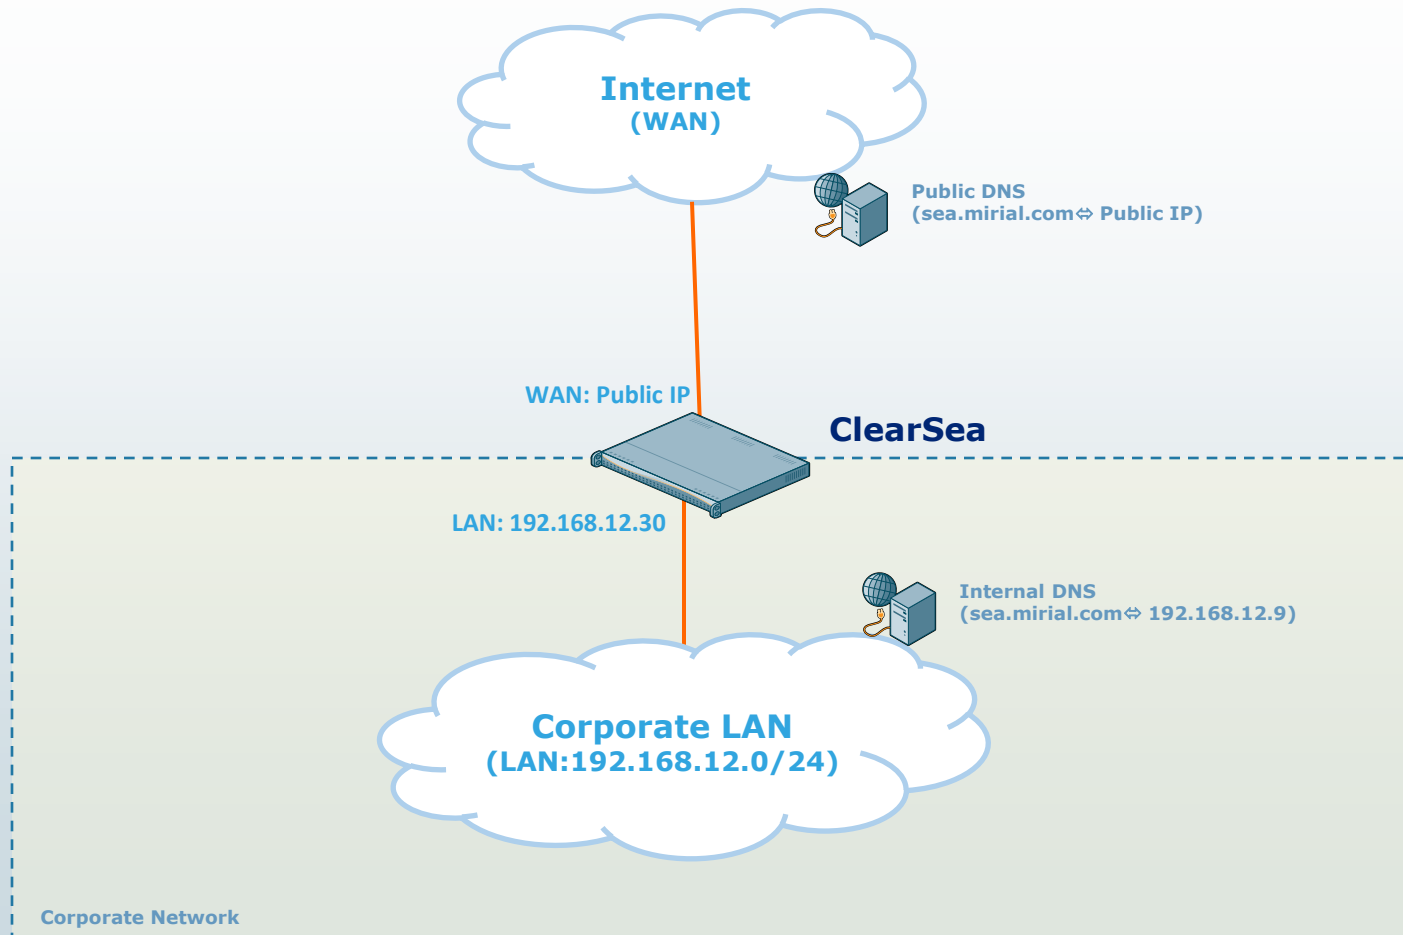 Internet
(WAN)
Public DNS
(sea.mirial.com⇔ Public IP)
WAN: Public IP
ClearSea
LAN: 192.168.12.30
Internal DNS
(sea.mirial.com⇔ 192.168.12.9)
Corporate LAN
(LAN:192.168.12.0/24)
Corporate Network